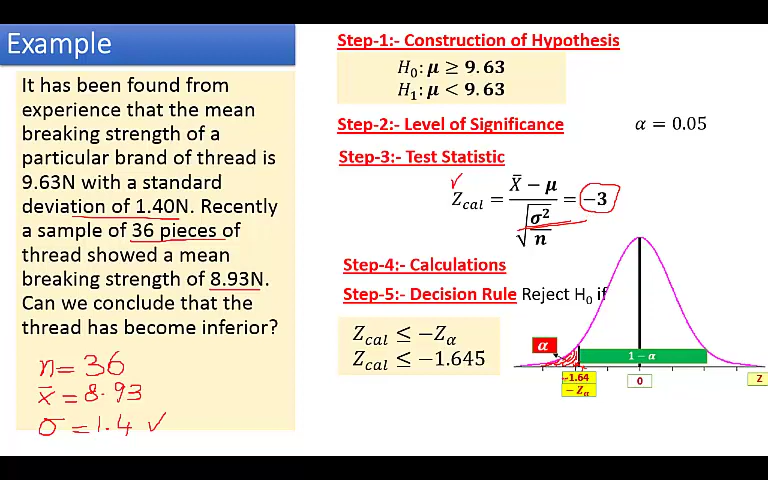 Example
It has been found from
experience that the mean
breaking strength of a
particular brand of thread is
9.63N with a standard
deviation of 1.40N. Recently
a sample of 36 pieces of
thread showed a mean
breaking strength of 8.93N.
Can we conclude that the
thread has become inferior?
n = 36
x̄ = 8.93
σ = 1.4 ✓
Step-1:- Construction of Hypothesis
H₀: μ ≥ 9.63
H₁: μ < 9.63
Step-2:- Level of Significance α = 0.05
Step-3:- Test Statistic
✓ Z_cal = (X̄ − μ) / √(σ²/n) = −3
Step-4:- Calculations
Step-5:- Decision Rule Reject H₀ if
Z_cal ≤ −Z_α
Z_cal ≤ −1.645
α
1 − α
-1.64
− Z_α
0
Z